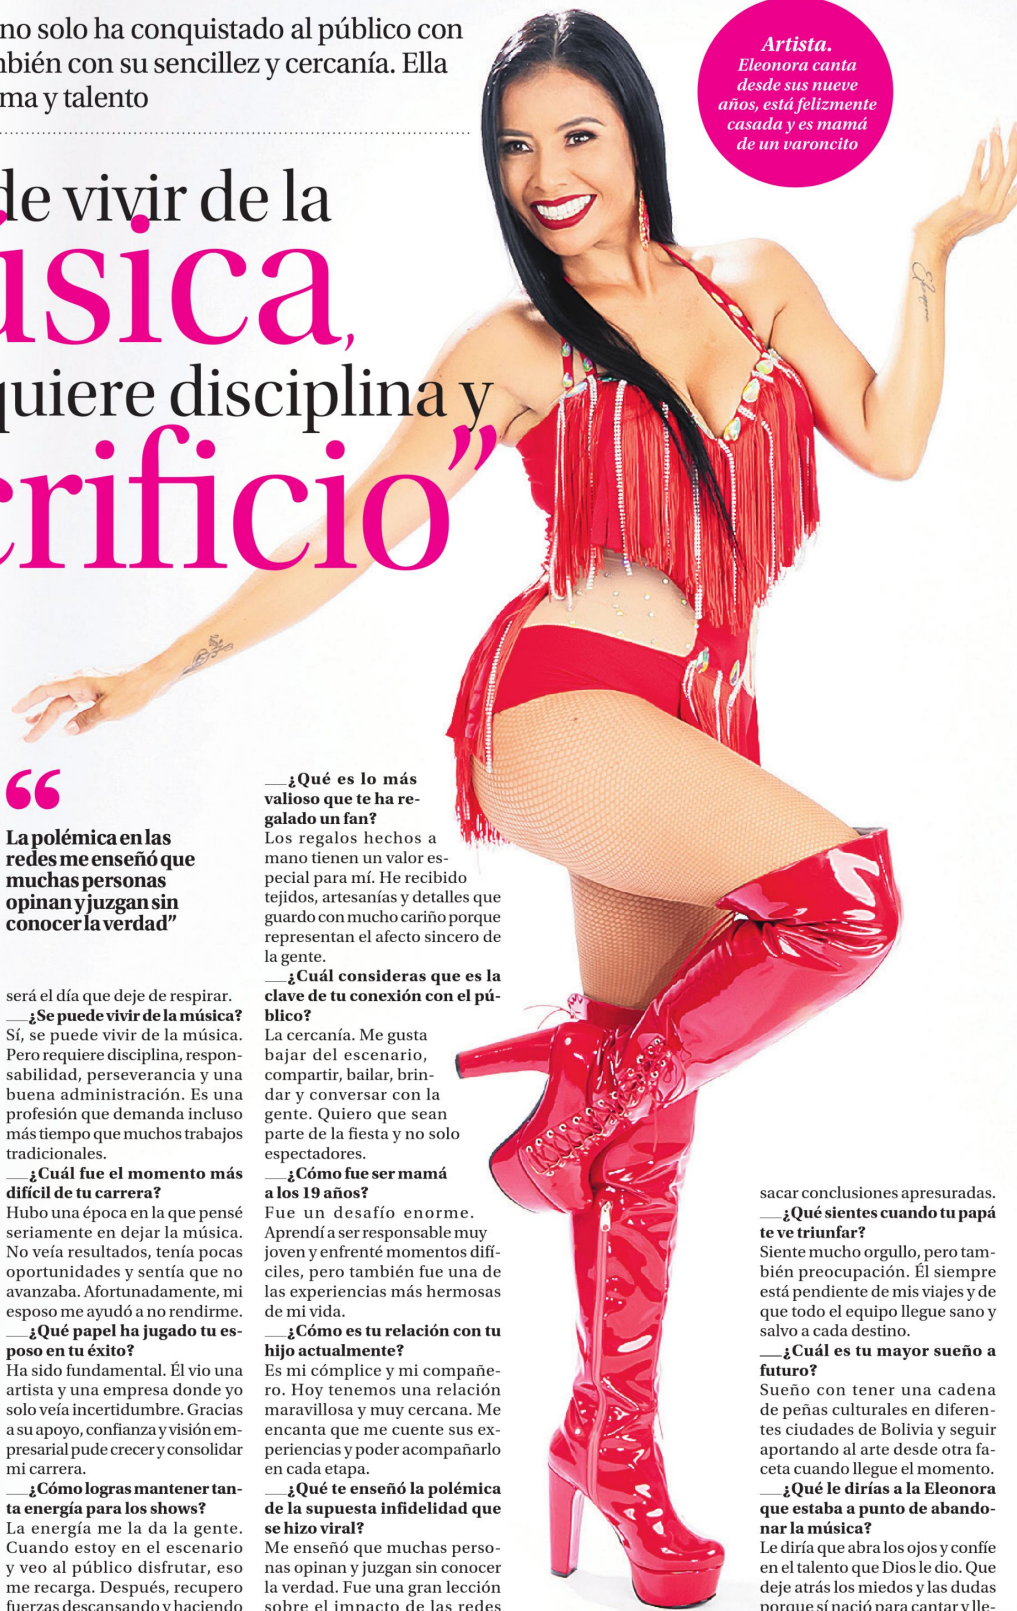 no solo ha conquistado al público con
mbién con su sencillez y cercanía. Ella
ma y talento
Artista.
Eleonora canta
desde sus nueve
años, está felizmente
casada y es mamá
de un varoncito
de vivir de la
úsica,
quiere disciplina y
crificio”
“
La polémica en las
redes me enseñó que
muchas personas
opinan y juzgan sin
conocer la verdad”
será el día que deje de respirar.
__¿Se puede vivir de la música?
Sí, se puede vivir de la música.
Pero requiere disciplina, respon-
sabilidad, perseverancia y una
buena administración. Es una
profesión que demanda incluso
más tiempo que muchos trabajos
tradicionales.
__¿Cuál fue el momento más
difícil de tu carrera?
Hubo una época en la que pensé
seriamente en dejar la música.
No veía resultados, tenía pocas
oportunidades y sentía que no
avanzaba. Afortunadamente, mi
esposo me ayudó a no rendirme.
__¿Qué papel ha jugado tu es-
poso en tu éxito?
Ha sido fundamental. Él vio una
artista y una empresa donde yo
solo veía incertidumbre. Gracias
a su apoyo, confianza y visión em-
presarial pude crecer y consolidar
mi carrera.
__¿Cómo logras mantener tan-
ta energía para los shows?
La energía me la da la gente.
Cuando estoy en el escenario
y veo al público disfrutar, eso
me recarga. Después, recupero
fuerzas descansando y haciendo
__¿Qué es lo más
valioso que te ha re-
galado un fan?
Los regalos hechos a
mano tienen un valor es-
pecial para mí. He recibido
tejidos, artesanías y detalles que
guardo con mucho cariño porque
representan el afecto sincero de
la gente.
__¿Cuál consideras que es la
clave de tu conexión con el pú-
blico?
La cercanía. Me gusta
bajar del escenario,
compartir, bailar, brin-
dar y conversar con la
gente. Quiero que sean
parte de la fiesta y no solo
espectadores.
__¿Cómo fue ser mamá
a los 19 años?
Fue un desafío enorme.
Aprendí a ser responsable muy
joven y enfrenté momentos difí-
ciles, pero también fue una de
las experiencias más hermosas
de mi vida.
__¿Cómo es tu relación con tu
hijo actualmente?
Es mi cómplice y mi compañe-
ro. Hoy tenemos una relación
maravillosa y muy cercana. Me
encanta que me cuente sus ex-
periencias y poder acompañarlo
en cada etapa.
__¿Qué te enseñó la polémica
de la supuesta infidelidad que
se hizo viral?
Me enseñó que muchas perso-
nas opinan y juzgan sin conocer
la verdad. Fue una gran lección
sobre el impacto de las redes
sacar conclusiones apresuradas.
__¿Qué sientes cuando tu papá
te ve triunfar?
Siente mucho orgullo, pero tam-
bién preocupación. Él siempre
está pendiente de mis viajes y de
que todo el equipo llegue sano y
salvo a cada destino.
__¿Cuál es tu mayor sueño a
futuro?
Sueño con tener una cadena
de peñas culturales en diferen-
tes ciudades de Bolivia y seguir
aportando al arte desde otra fa-
ceta cuando llegue el momento.
__¿Qué le dirías a la Eleonora
que estaba a punto de abando-
nar la música?
Le diría que abra los ojos y confíe
en el talento que Dios le dio. Que
deje atrás los miedos y las dudas
porque sí nació para cantar y lle-